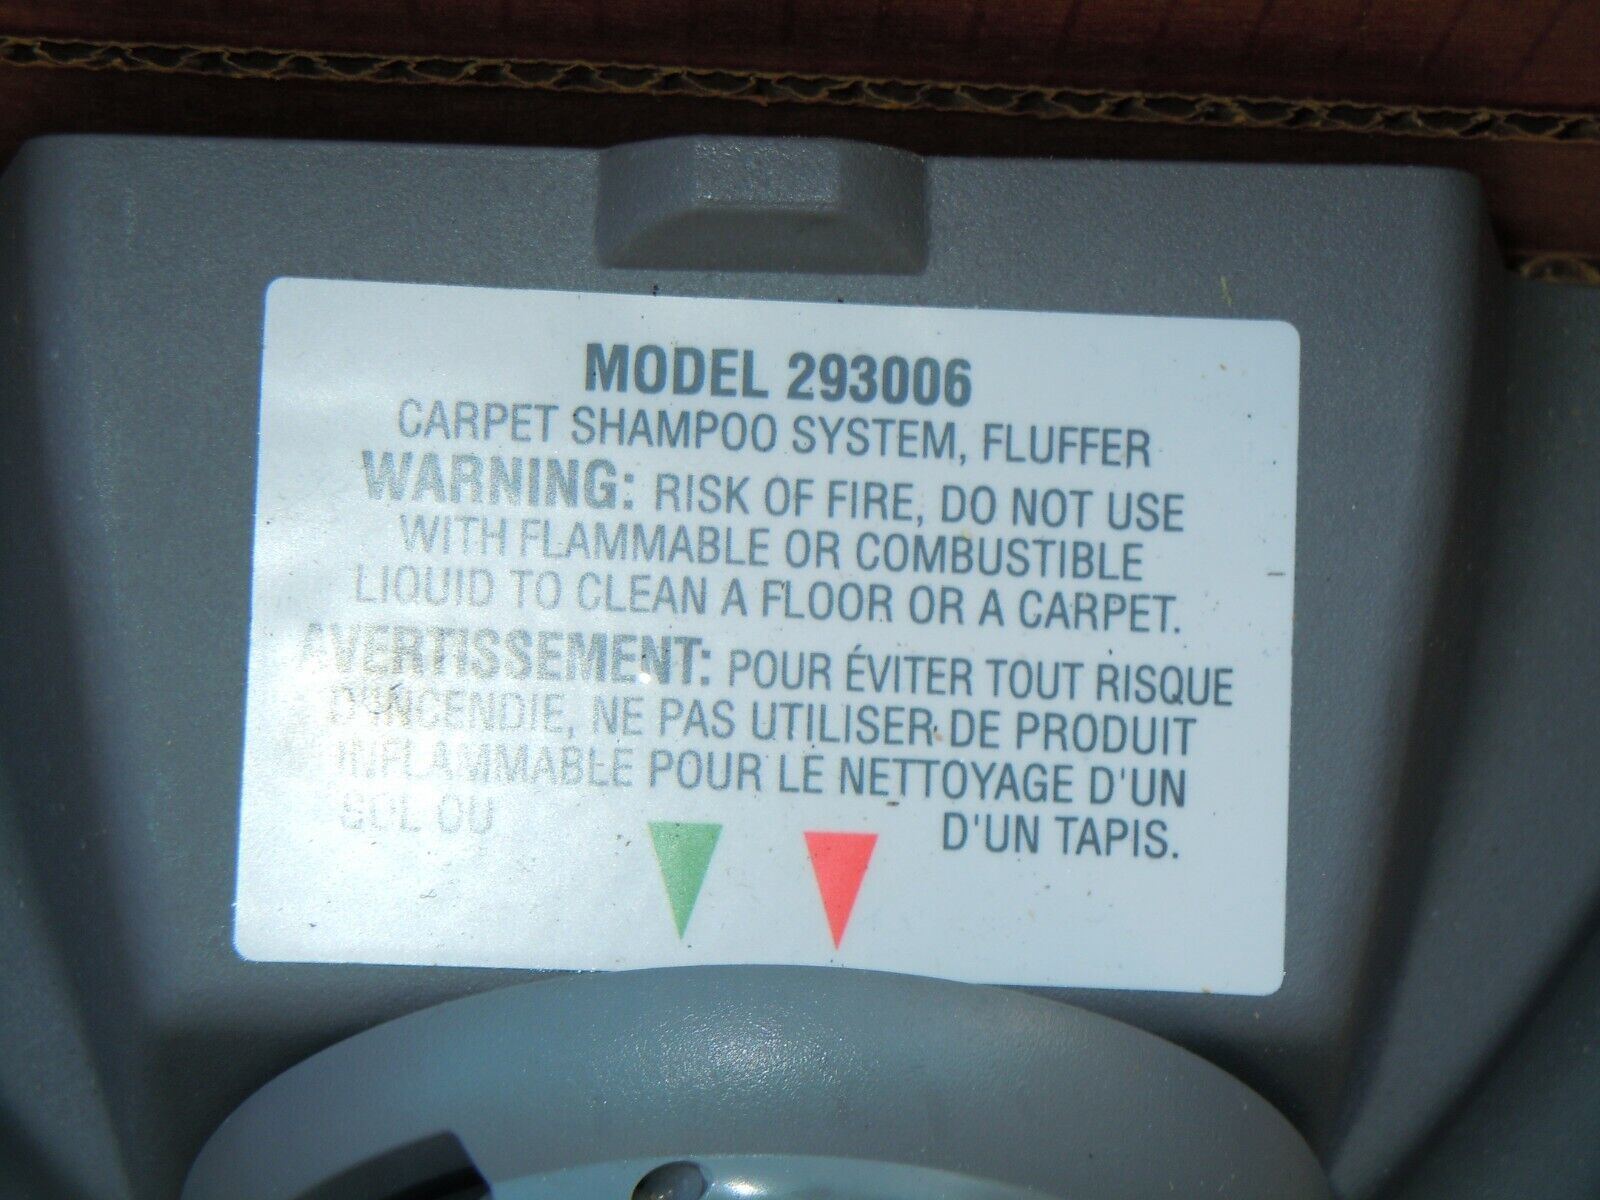 MODEL 293006
CARPET SHAMPOO SYSTEM, FLUFFER
WARNING: RISK OF FIRE, DO NOT USE
WITH FLAMMABLE OR COMBUSTIBLE
LIQUID TO CLEAN A FLOOR OR A CARPET.
AVERTISSEMENT: POUR ÉVITER TOUT RISQUE
D'INCENDIE, NE PAS UTILISER DE PRODUIT
INFLAMMABLE POUR LE NETTOYAGE D'UN
SOL OU D'UN TAPIS.